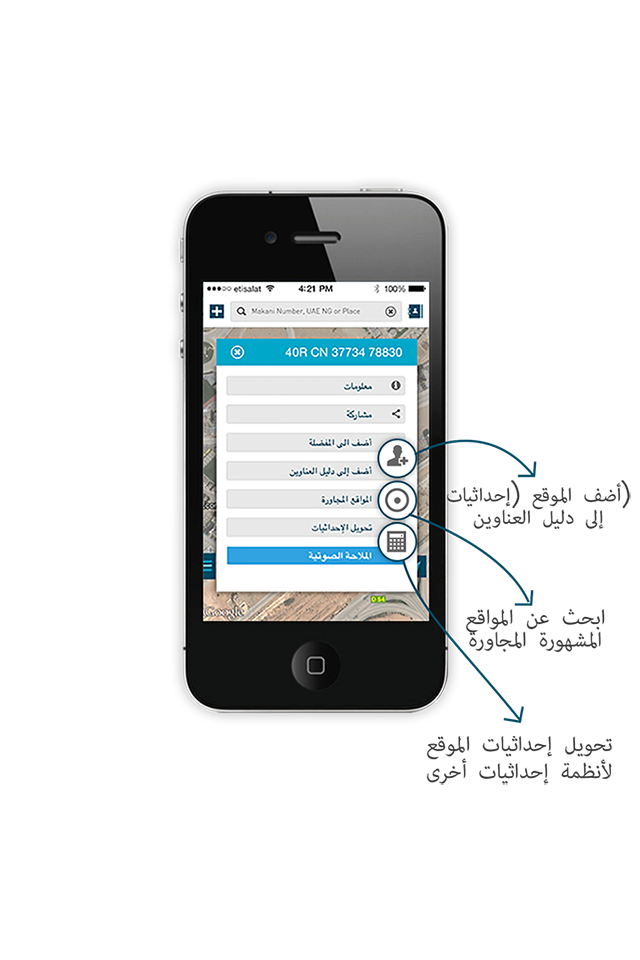 etisalat 4:21 PM 100%
Makani Number, UAE NG or Place
40R CN 37734 78830
معلومات
مشاركة
اضف الى المفضلة
أضف إلى دليل العناوين
المواقع المجاورة
تحويل الإحداثيات
الملاحة الصوتية
Google
D 54
أضف الموقع (إحداثيات)
إلى دليل العناوين
ابحث عن المواقع
المشهورة المجاورة
تحويل إحداثيات الموقع
لأنظمة إحداثيات أخرى